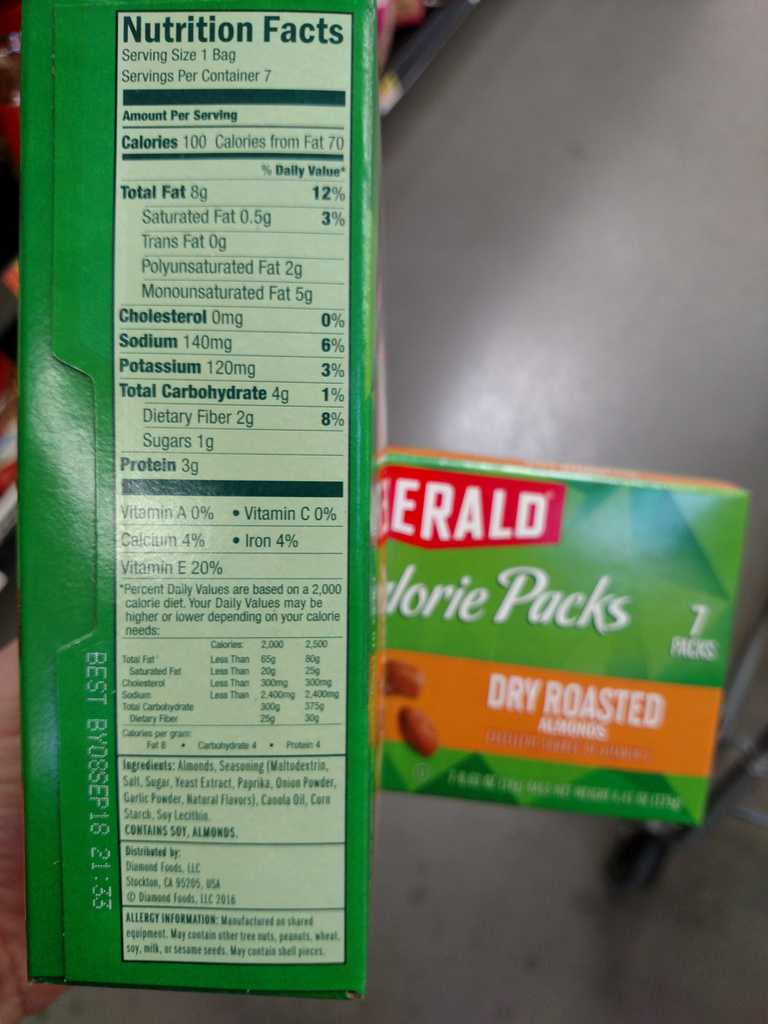 Nutrition Facts
Serving Size 1 Bag
Servings Per Container 7
Amount Per Serving
Calories 100 Calories from Fat 70
% Daily Value*
Total Fat 8g 12%
Saturated Fat 0.5g 3%
Trans Fat 0g
Polyunsaturated Fat 2g
Monounsaturated Fat 5g
Cholesterol 0mg 0%
Sodium 140mg 6%
Potassium 120mg 3%
Total Carbohydrate 4g 1%
Dietary Fiber 2g 8%
Sugars 1g
Protein 3g
Vitamin A 0% • Vitamin C 0%
Calcium 4% • Iron 4%
Vitamin E 20%
*Percent Daily Values are based on a 2,000
calorie diet. Your Daily Values may be
higher or lower depending on your calorie
needs:
Calories: 2,000 2,500
Total Fat Less Than 65g 80g
Saturated Fat Less Than 20g 25g
Cholesterol Less Than 300mg 300mg
Sodium Less Than 2,400mg 2,400mg
Total Carbohydrate 300g 375g
Dietary Fiber 25g 30g
Calories per gram:
Fat 8 • Carbohydrate 4 • Protein 4
Ingredients: Almonds, Seasoning (Maltodextrin,
Salt, Sugar, Yeast Extract, Paprika, Onion Powder,
Garlic Powder, Natural Flavors), Canola Oil, Corn
Starch, Soy Lecithin.
CONTAINS SOY, ALMONDS.
Distributed by:
Diamond Foods, LLC
Stockton, CA 95205, USA
© Diamond Foods, LLC 2016
ALLERGY INFORMATION: Manufactured on shared
equipment. May contain other tree nuts, peanuts, wheat,
soy, milk, or sesame seeds. May contain shell pieces.
BEST BY08SEP18 21:33
ERALD
alorie Packs
7
PACKS
DRY ROASTED
ALMONDS